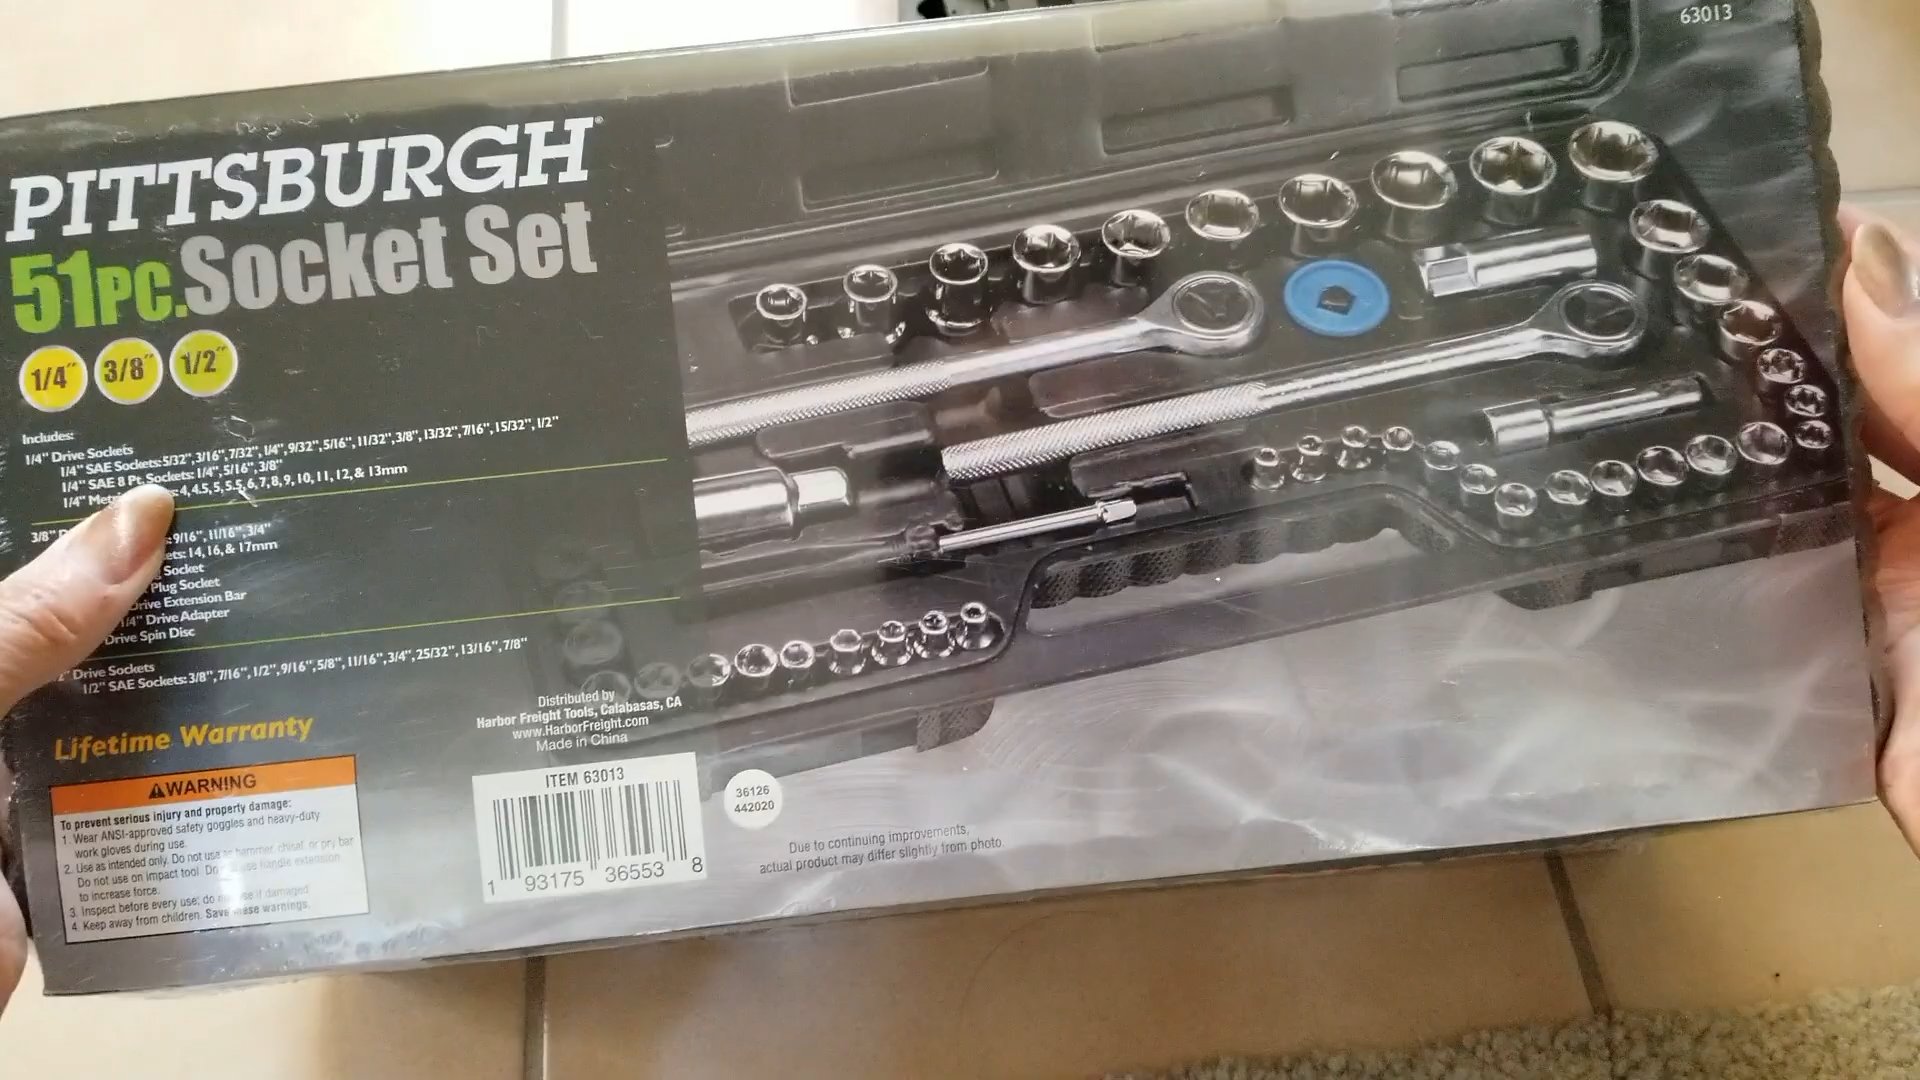 63013
PITTSBURGH®
51PC. Socket Set
1/4" 3/8" 1/2"
Includes:
1/4" Drive Sockets
1/4" SAE Sockets: 5/32", 3/16", 7/32", 1/4", 9/32", 5/16", 11/32", 3/8", 13/32", 7/16", 15/32", 1/2"
1/4" SAE 8 Pt. Sockets: 1/4", 5/16", 3/8"
1/4" 4, 4.5, 5, 5.5, 6, 7, 8, 9, 10, 11, 12, & 13mm
3/8" 9/16", 11/16", 3/4"
14, 16, & 17mm
Socket
Plug Socket
Drive Extension Bar
1/4" Drive Adapter
Drive Spin Disc
Drive Sockets
1/2" SAE Sockets: 3/8", 7/16", 1/2", 9/16", 5/8", 11/16", 3/4", 25/32", 13/16", 7/8"
Lifetime Warranty
Distributed by
Harbor Freight Tools, Calabasas, CA
www.HarborFreight.com
Made in China
⚠WARNING
To prevent serious injury and property damage:
1. Wear ANSI-approved safety goggles and heavy-duty
work gloves during use.
2. Use as intended only. Do not use as hammer, chisel, or pry bar.
Do not use on impact tool. Do use handle extension
to increase force.
3. Inspect before every use; do if damaged
4. Keep away from children. Save these warnings.
ITEM 63013
1 93175 36553 8
36126
442020
Due to continuing improvements,
actual product may differ slightly from photo.